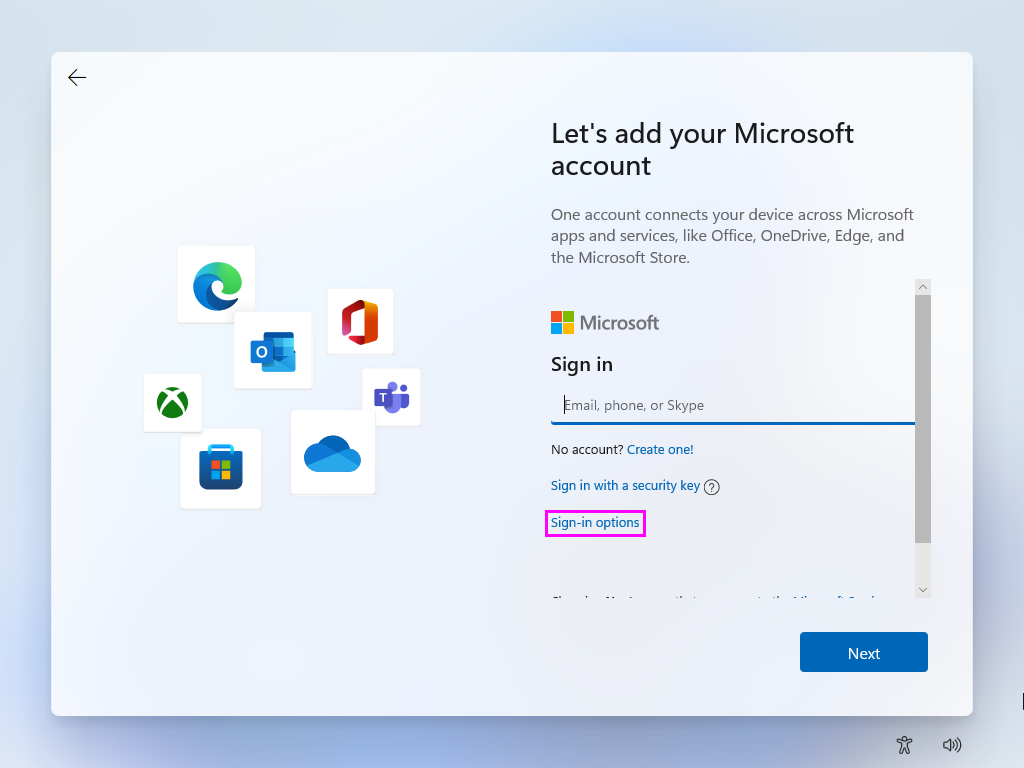 Let's add your Microsoft
account
One account connects your device across Microsoft
apps and services, like Office, OneDrive, Edge, and
the Microsoft Store.
Microsoft
Sign in
Email, phone, or Skype
No account? Create one!
Sign in with a security key
Sign-in options
Next